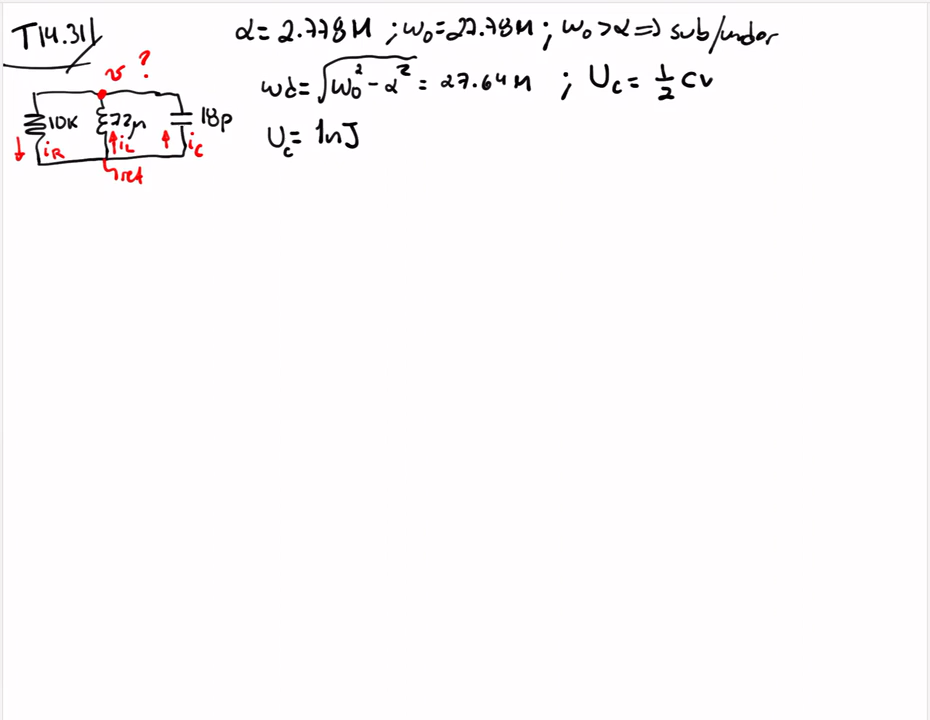 T14.31
α = 2.778M ; ω₀ = 27.78M ; ω₀ > α ⇒ sub/under
ωd = √(ω₀² - α²) = 27.64M ; Uc = 1/2 cv
Uc = 1nJ
v ?
10K 72μ 18p
iR iL ic
ref